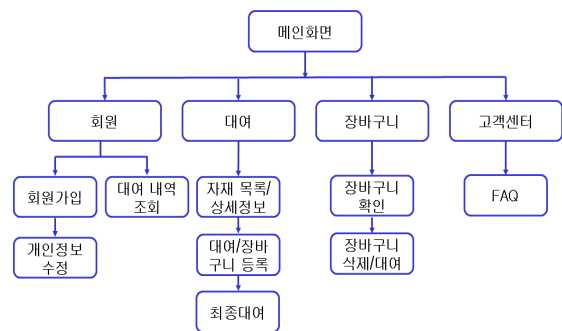 메인화면
회원
대여
장바구니
고객센터
회원가입
대여 내역
조회
자재 목록/
상세정보
장바구니
확인
FAQ
개인정보
수정
대여/장바
구니 등록
장바구니
삭제/대여
최종대여